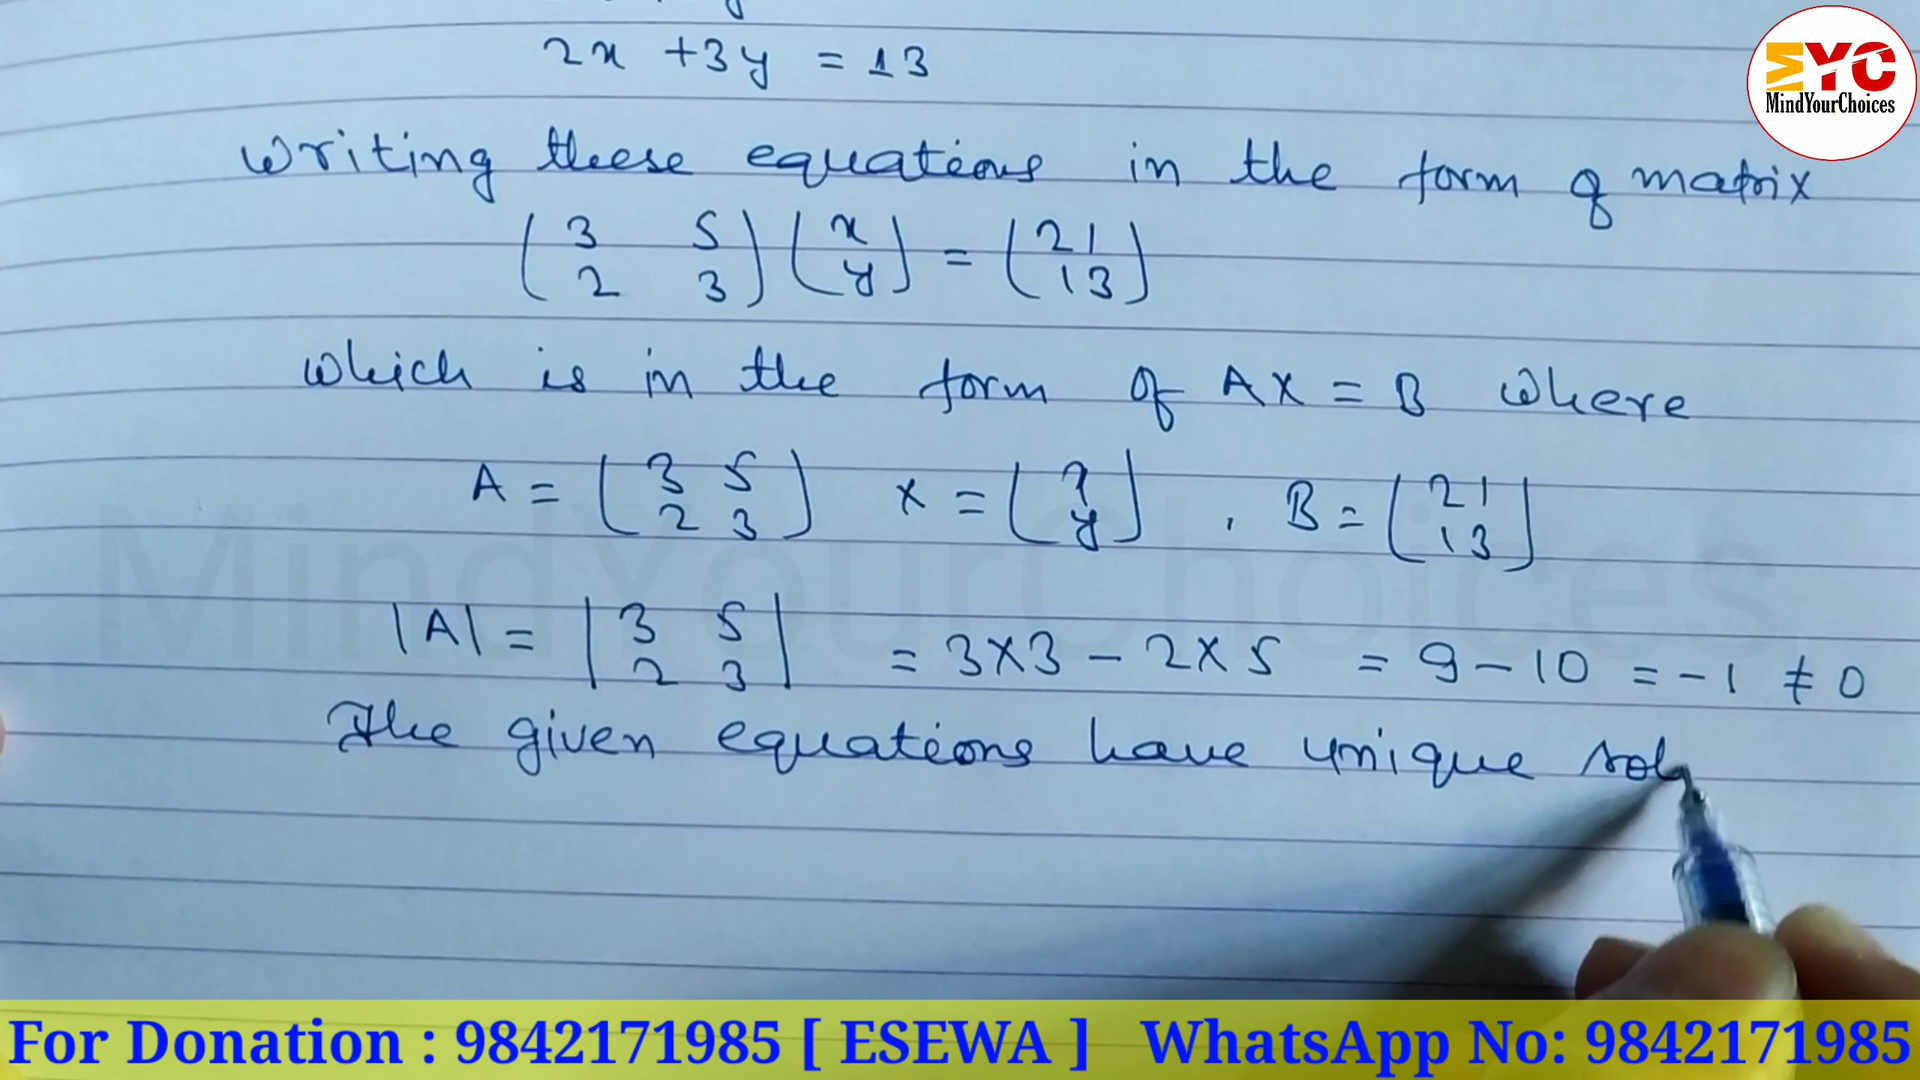 2x +3y = 13
MYC
MindYourChoices
Writing these equations in the form of matrix
(3 5) (x) = (21)
(2 3) (y) (13)
which is in the form of AX = B where
A = (3 5) X = (x) , B = (21)
(2 3) (y) (13)
|A| = |3 5| = 3×3 - 2×5 = 9-10 = -1 ≠ 0
|2 3|
The given equations have unique sol
MindYourChoices
For Donation : 9842171985 [ ESEWA ] WhatsApp No: 9842171985